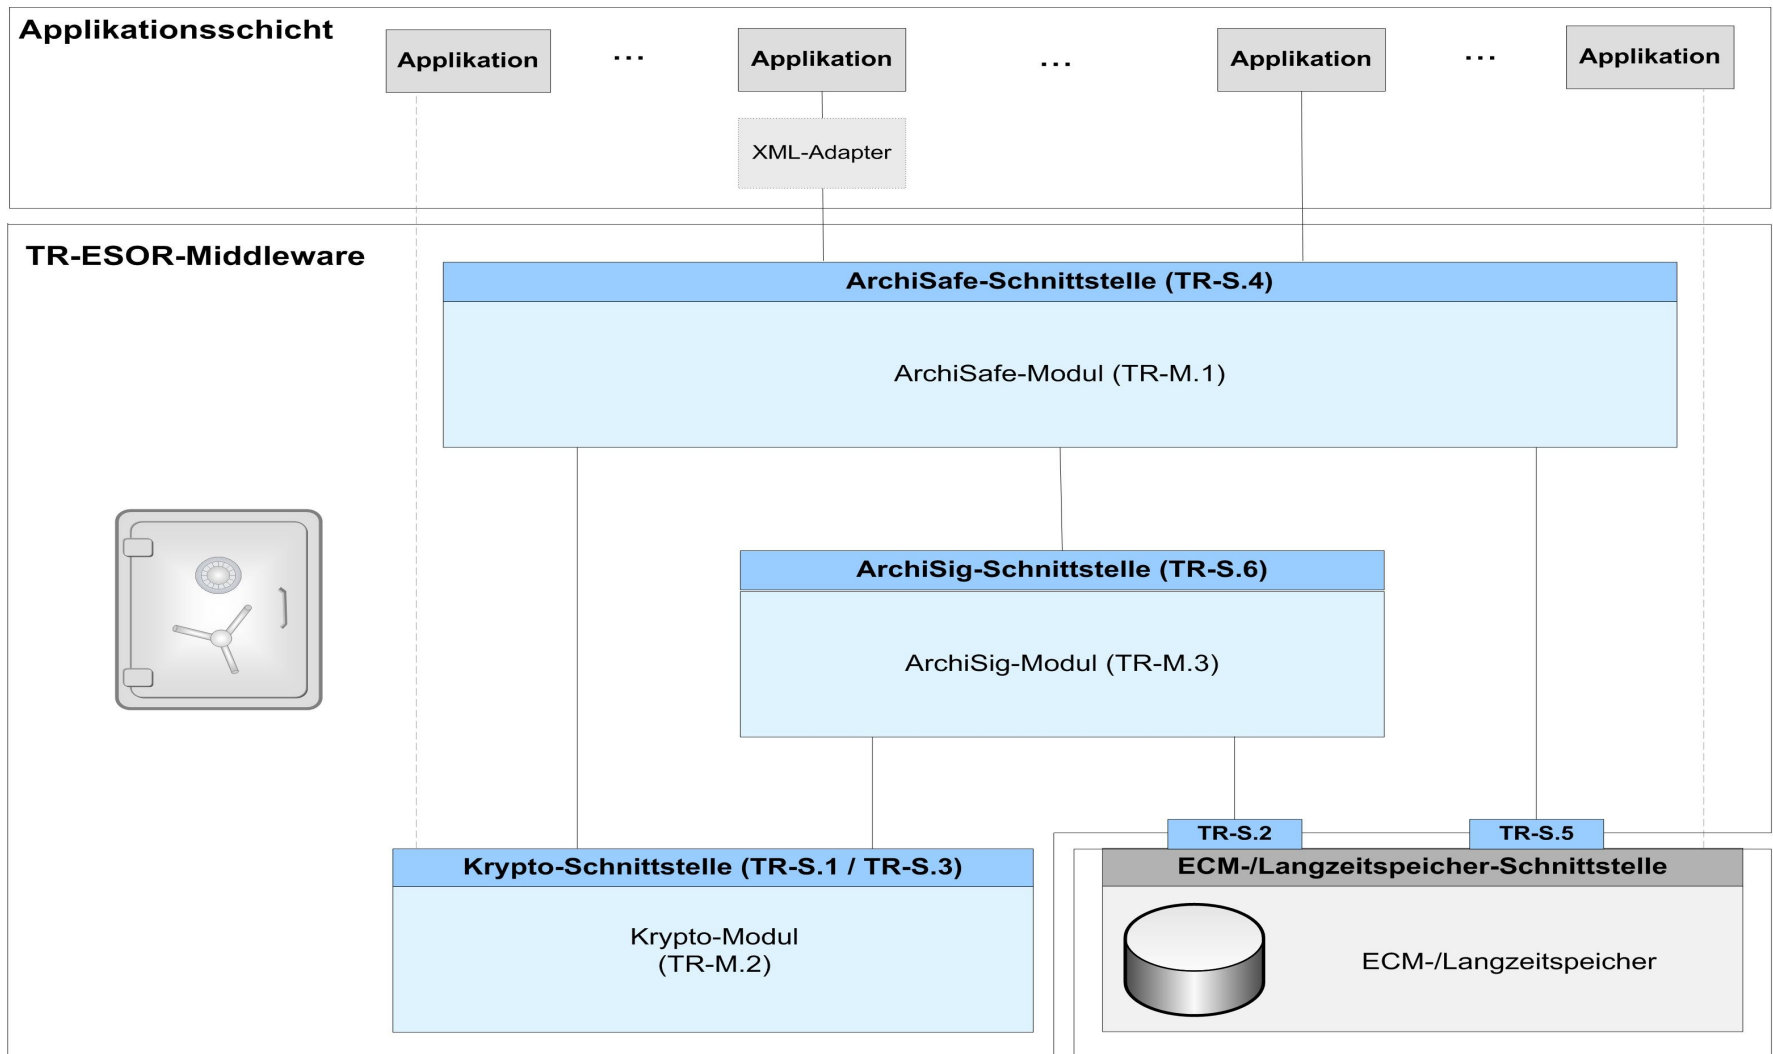 Applikationsschicht
Applikation ... Applikation ... Applikation ... Applikation
XML-Adapter
TR-ESOR-Middleware
ArchiSafe-Schnittstelle (TR-S.4)
ArchiSafe-Modul (TR-M.1)
ArchiSig-Schnittstelle (TR-S.6)
ArchiSig-Modul (TR-M.3)
TR-S.2 TR-S.5
Krypto-Schnittstelle (TR-S.1 / TR-S.3)
ECM-/Langzeitspeicher-Schnittstelle
Krypto-Modul
(TR-M.2)
ECM-/Langzeitspeicher